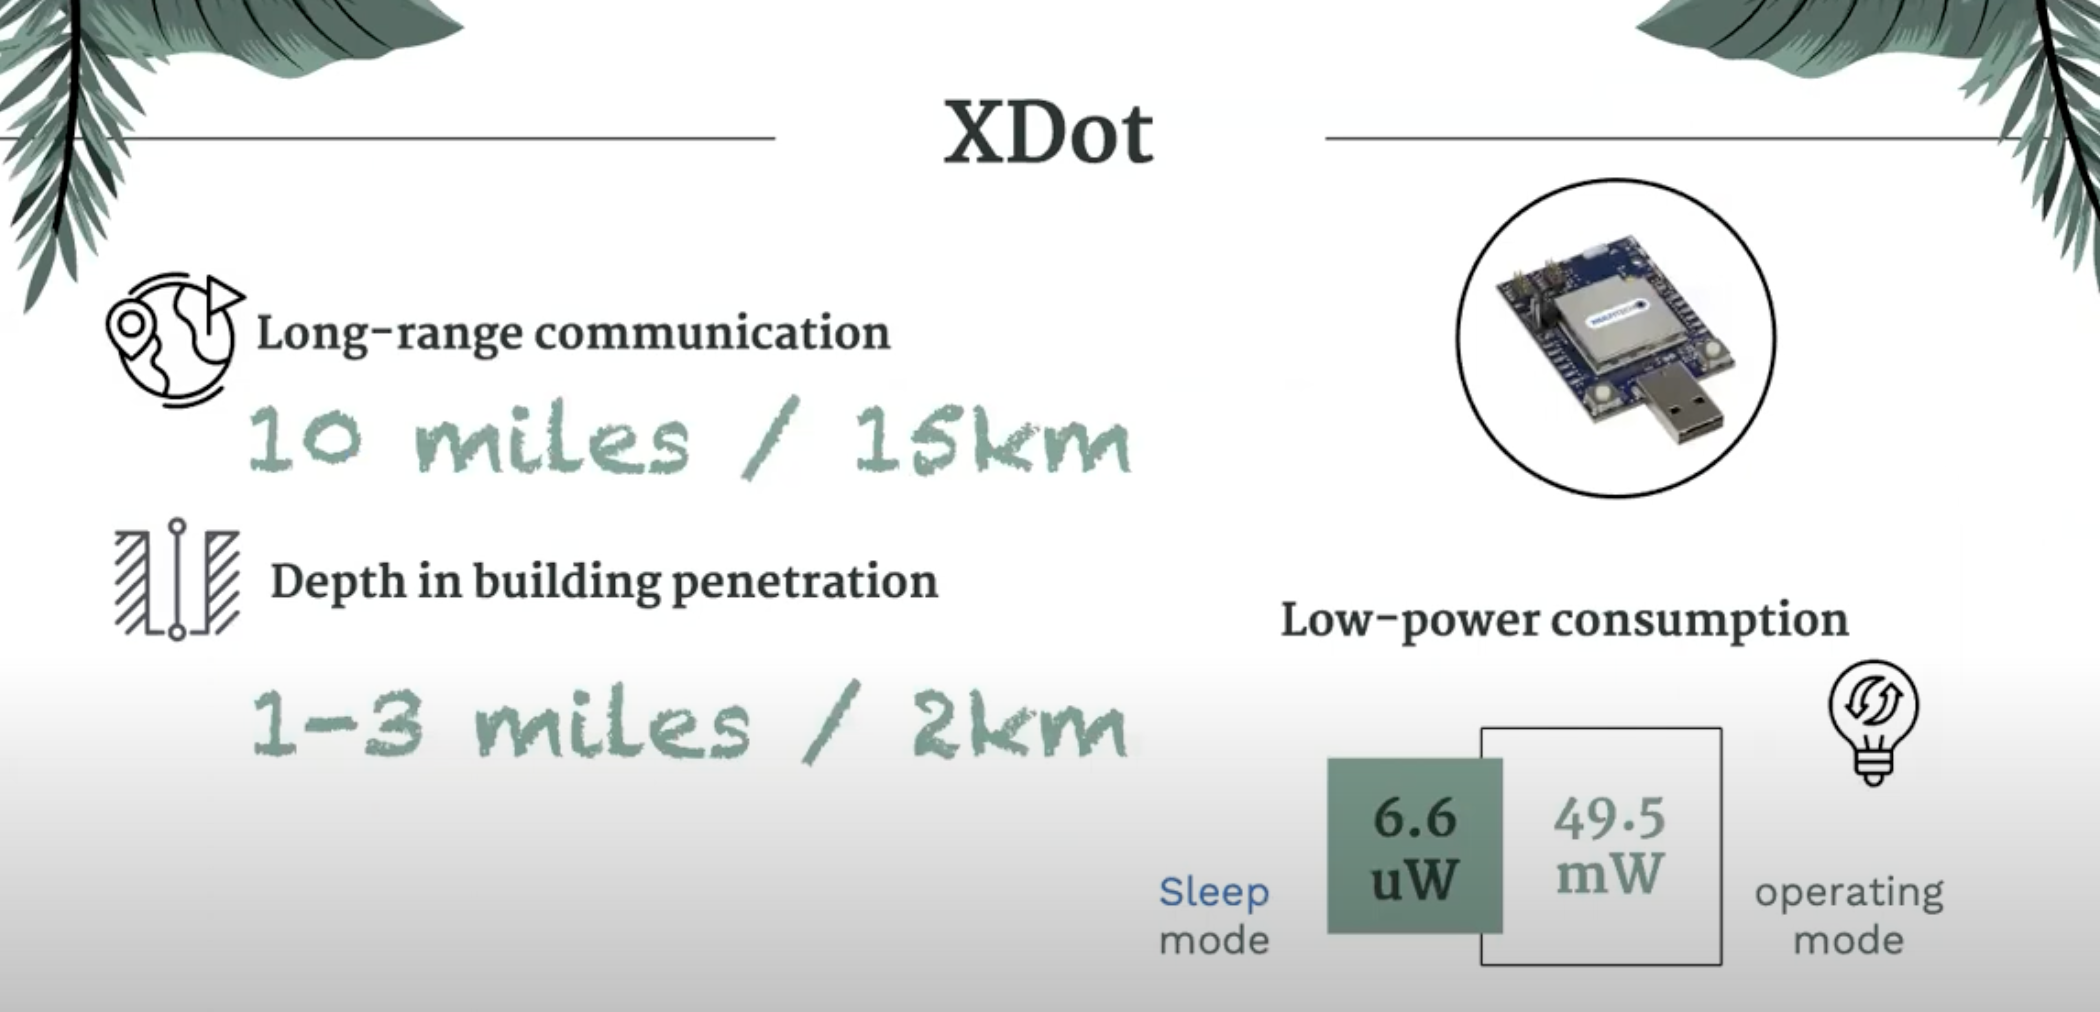 XDot
Long-range communication
10 miles / 15km
Depth in building penetration
1-3 miles / 2km
Low-power consumption
6.6
uW
49.5
mW
Sleep
mode
operating
mode